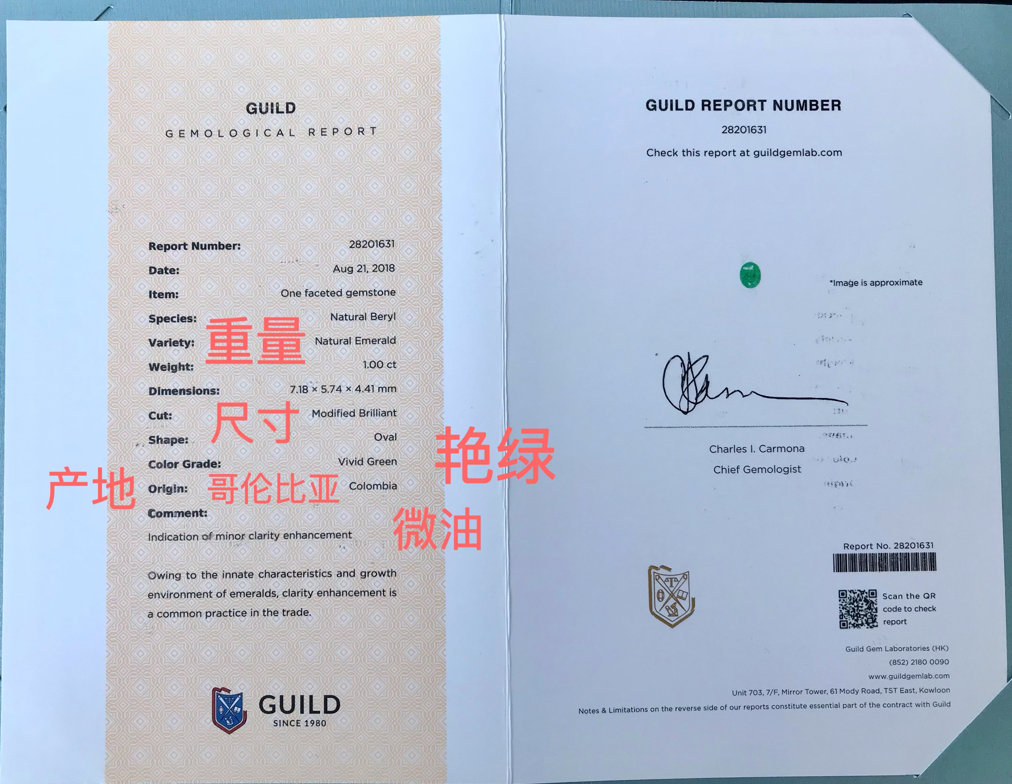 GUILD
GEMOLOGICAL REPORT
Report Number: 28201631
Date: Aug 21, 2018
Item: One faceted gemstone
Species: Natural Beryl
Variety: Natural Emerald
重量
Weight: 1.00 ct
Dimensions: 7.18 × 5.74 × 4.41 mm
Cut: Modified Brilliant
尺寸
Shape: Oval
Color Grade: Vivid Green
艳绿
产地
Origin: 哥伦比亚 Colombia
Comment:
微油
Indication of minor clarity enhancement
Owing to the innate characteristics and growth
environment of emeralds, clarity enhancement is
a common practice in the trade.
GUILD
SINCE 1980
GUILD REPORT NUMBER
28201631
Check this report at guildgemlab.com
*Image is approximate
Charles I. Carmona
Chief Gemologist
Report No. 28201631
Scan the QR
code to check
report
Guild Gem Laboratories (HK)
(852) 2180 0090
www.guildgemlab.com
Unit 703, 7/F, Mirror Tower, 61 Mody Road, TST East, Kowloon
Notes & Limitations on the reverse side of our reports constitute essential part of the contract with Guild